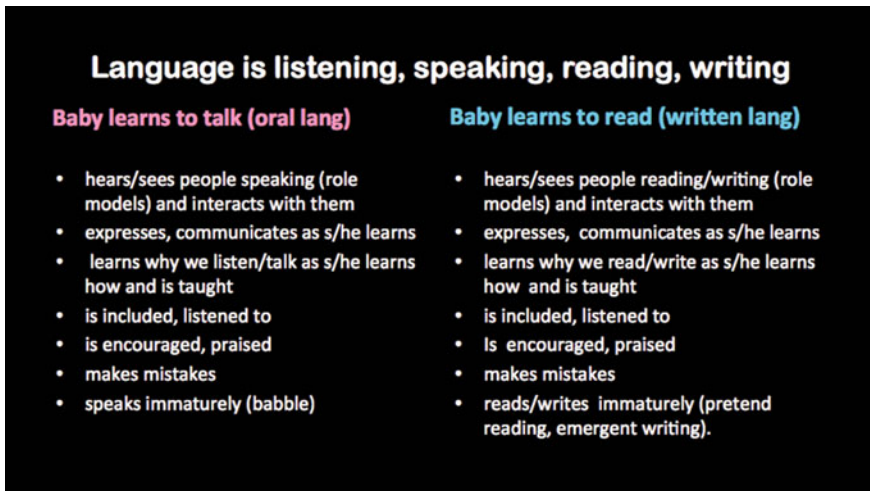 Language is listening, speaking, reading, writing
Baby learns to talk (oral lang)
• hears/sees people speaking (role
models) and interacts with them
• expresses, communicates as s/he learns
• learns why we listen/talk as s/he learns
how and is taught
• is included, listened to
• is encouraged, praised
• makes mistakes
• speaks immaturely (babble)
Baby learns to read (written lang)
• hears/sees people reading/writing (role
models) and interacts with them
• expresses, communicates as s/he learns
• learns why we read/write as s/he learns
how and is taught
• is included, listened to
• Is encouraged, praised
• makes mistakes
• reads/writes immaturely (pretend
reading, emergent writing).